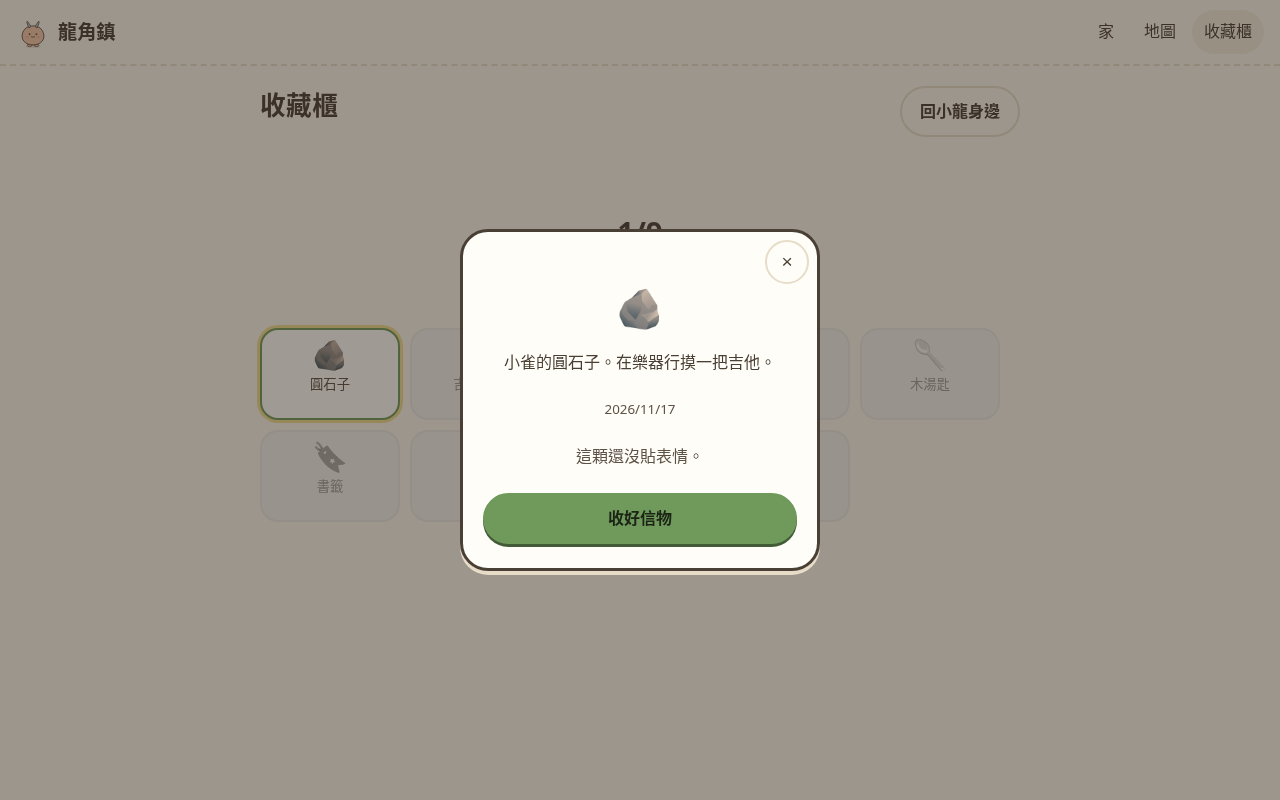 龍角鎮
家
地圖
收藏櫃
收藏櫃
回小龍身邊
×
小雀的圓石子。在樂器行摸一把吉他。
2026/11/17
這顆還沒貼表情。
收好信物
圓石子
木湯匙
書籤